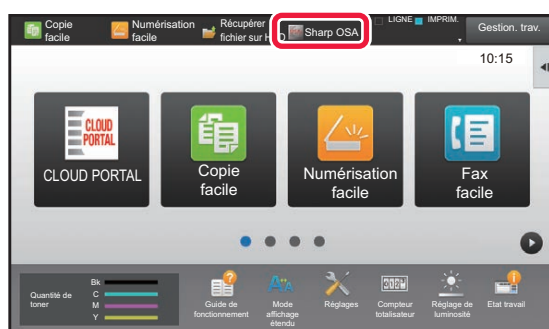 Copie
facile
Numérisation
facile
Récupérer
fichier sur H D
Sharp OSA
LIGNE
IMPRIM.
Gestion. trav.
10:15
CLOUD
PORTAL
CLOUD PORTAL
Copie
facile
Numérisation
facile
Fax
facile
Quantité de
toner
Bk
C
M
Y
Guide de
fonctionnement
Mode
affichage
étendu
Réglages
Compteur
totalisateur
Réglage de
luminosité
Etat travail